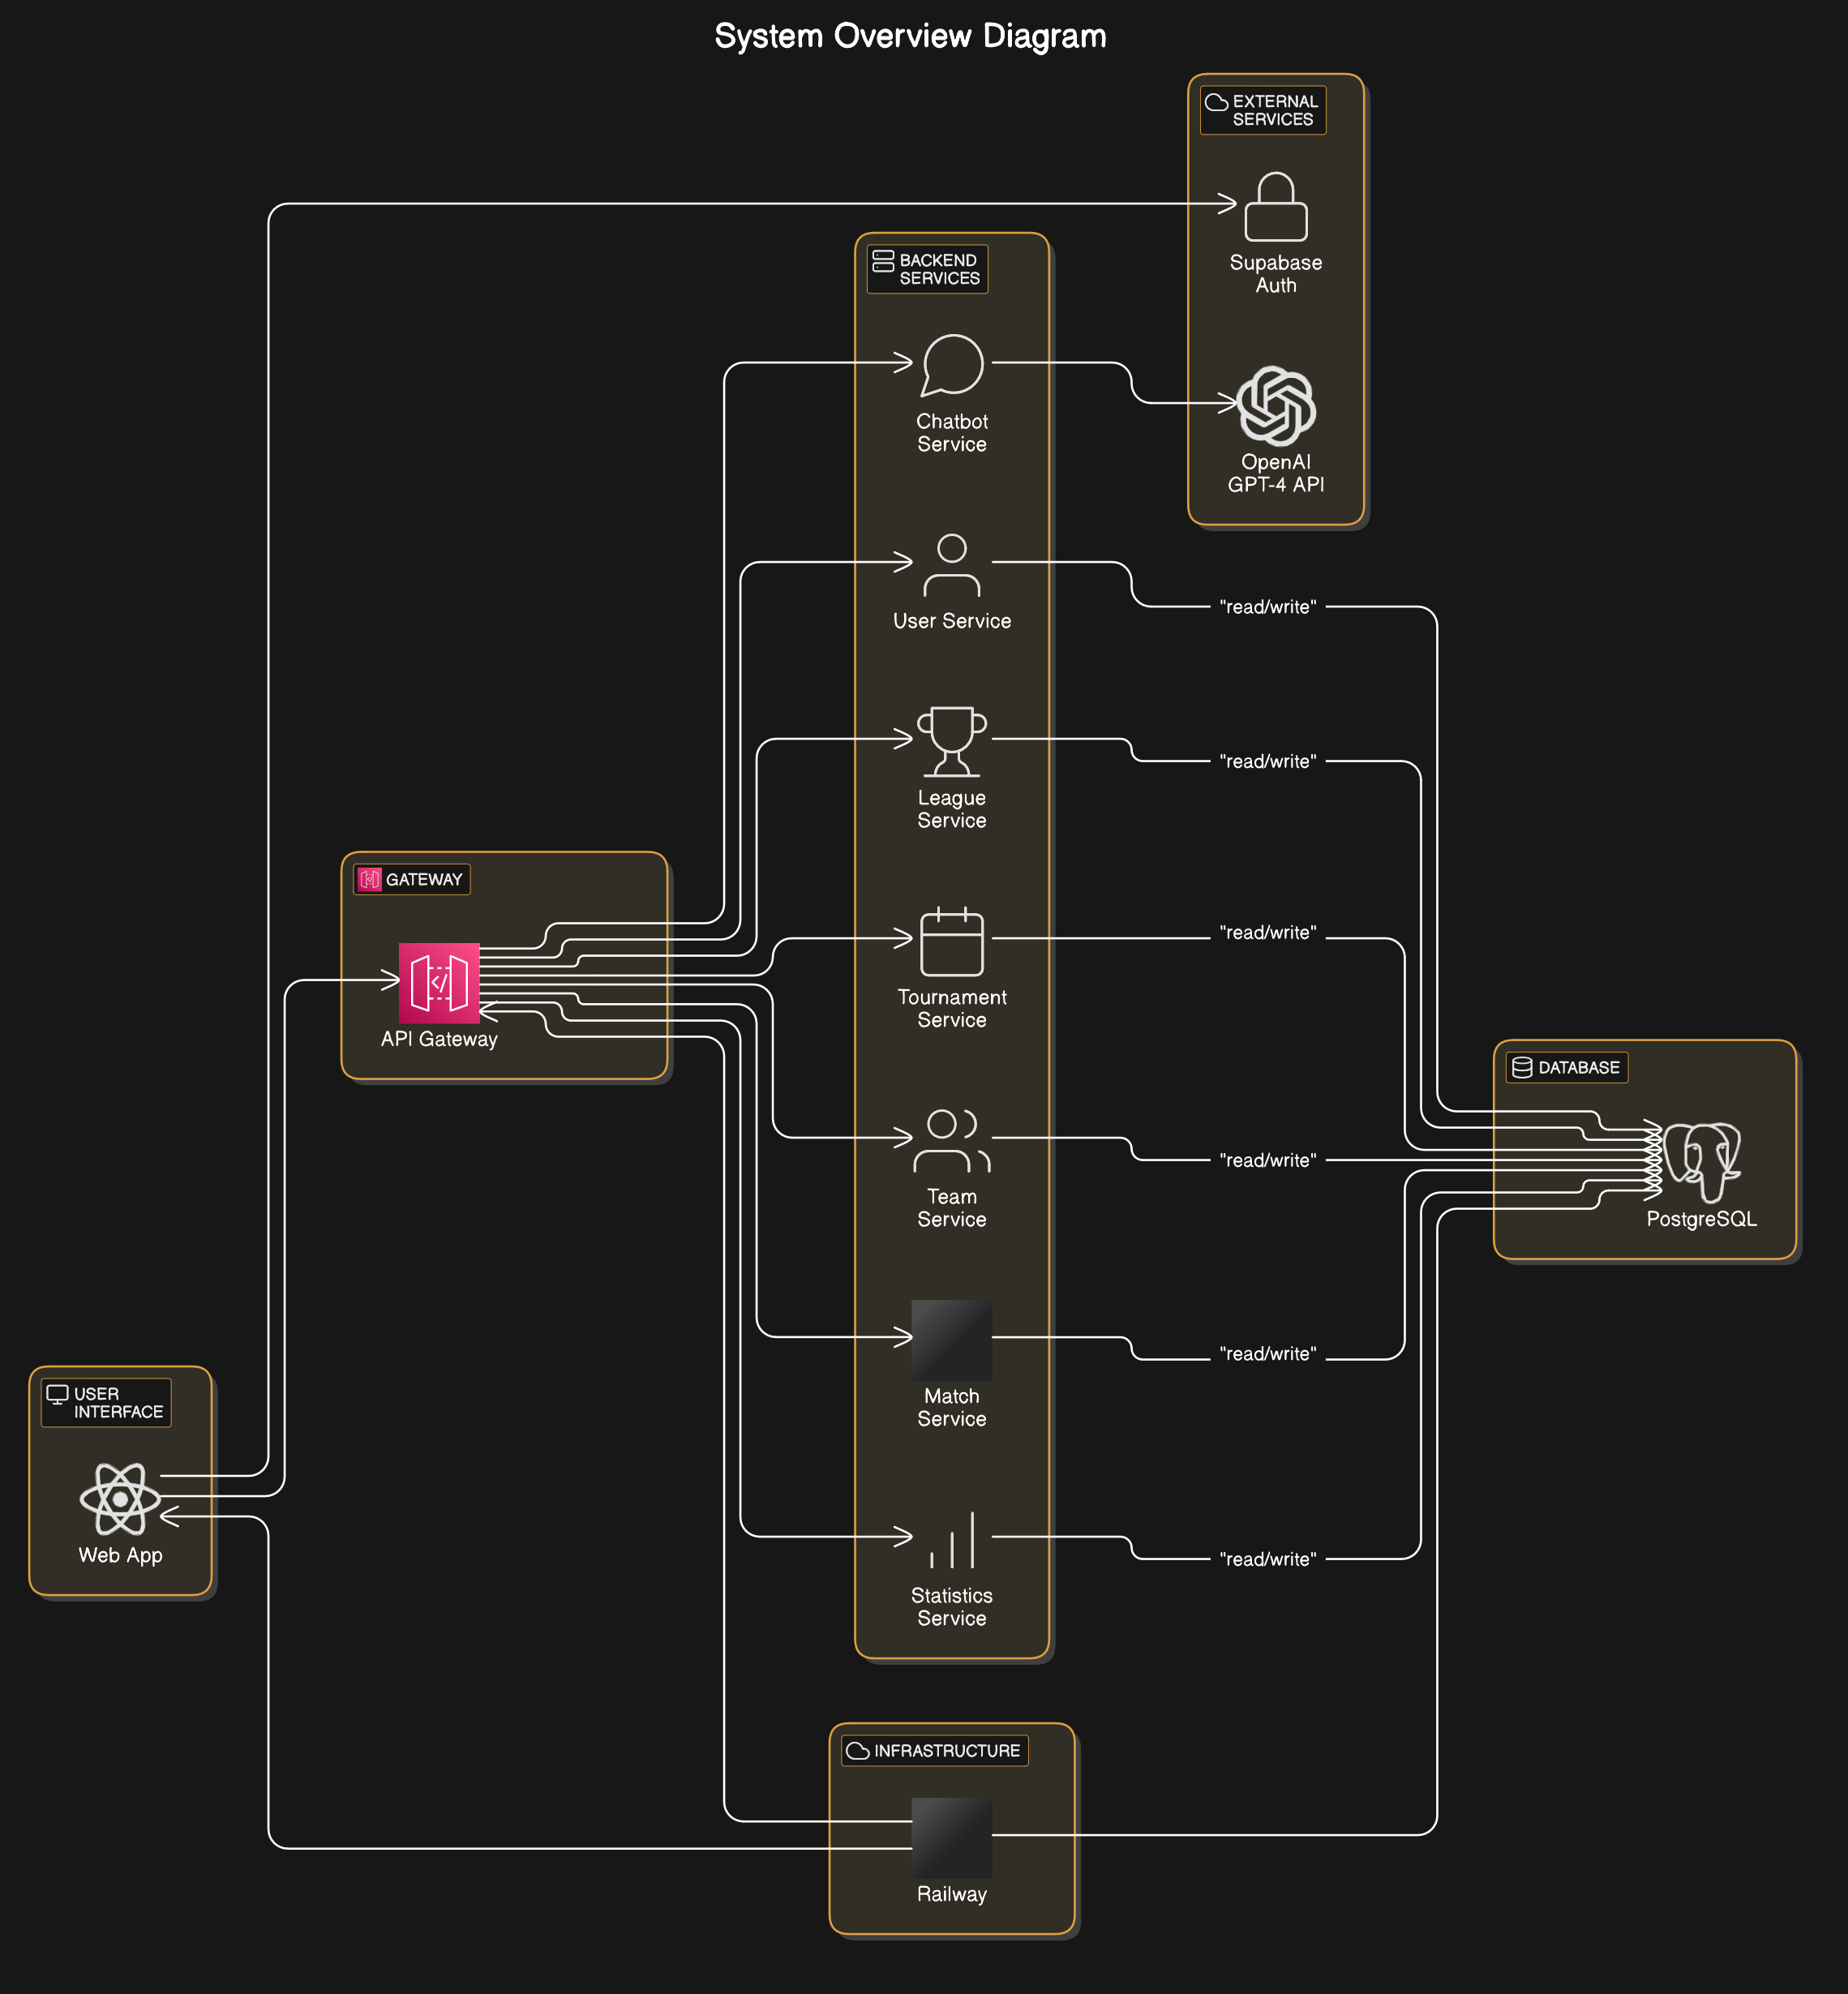 System Overview Diagram
EXTERNAL
SERVICES
Supabase
Auth
OpenAI
GPT-4 API
BACKEND
SERVICES
Chatbot
Service
User Service
League
Service
Tournament
Service
Team
Service
Match
Service
Statistics
Service
"read/write"
"read/write"
"read/write"
"read/write"
"read/write"
"read/write"
GATEWAY
API Gateway
DATABASE
PostgreSQL
USER
INTERFACE
Web App
INFRASTRUCTURE
Railway